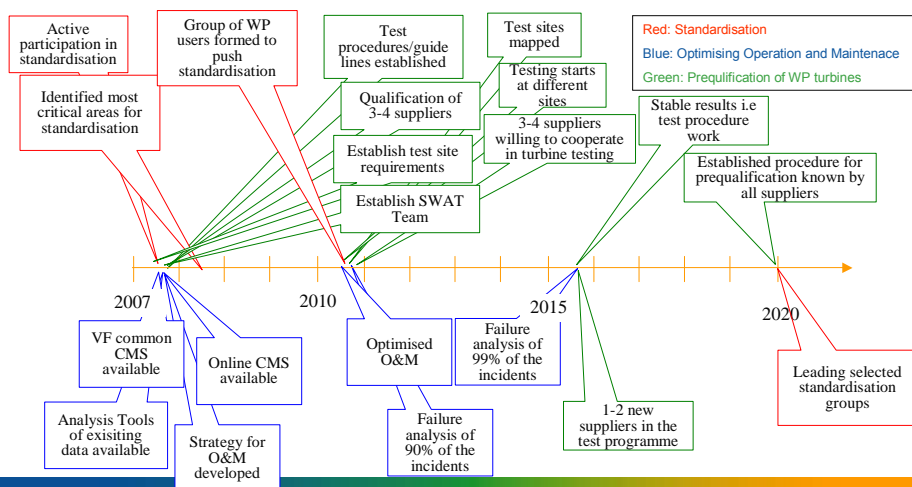 Active
participation in
standardisation
Group of WP
users formed to
push
standardisation
Test
procedures/guide
lines established
Test sites
mapped
Red: Standardisation
Blue: Optimising Operation and Maintenace
Green: Prequlification of WP turbines
Identified most
critical areas for
standardisation
Qualification of
3-4 suppliers
Testing starts
at different
sites
Stable results i.e
test procedure
work
Establish test site
requirements
3-4 suppliers
willing to cooperate
in turbine testing
Established procedure for
prequalification known by
all suppliers
Establish SWAT
Team
2007
2010
2015
2020
VF common
CMS
available
Online CMS
available
Optimised
O&M
Failure
analysis of
99% of the
incidents
Leading selected
standardisation
groups
Analysis Tools
of exisiting
data available
Strategy for
O&M
developed
Failure
analysis of
90% of the
incidents
1-2 new
suppliers in the
test programme